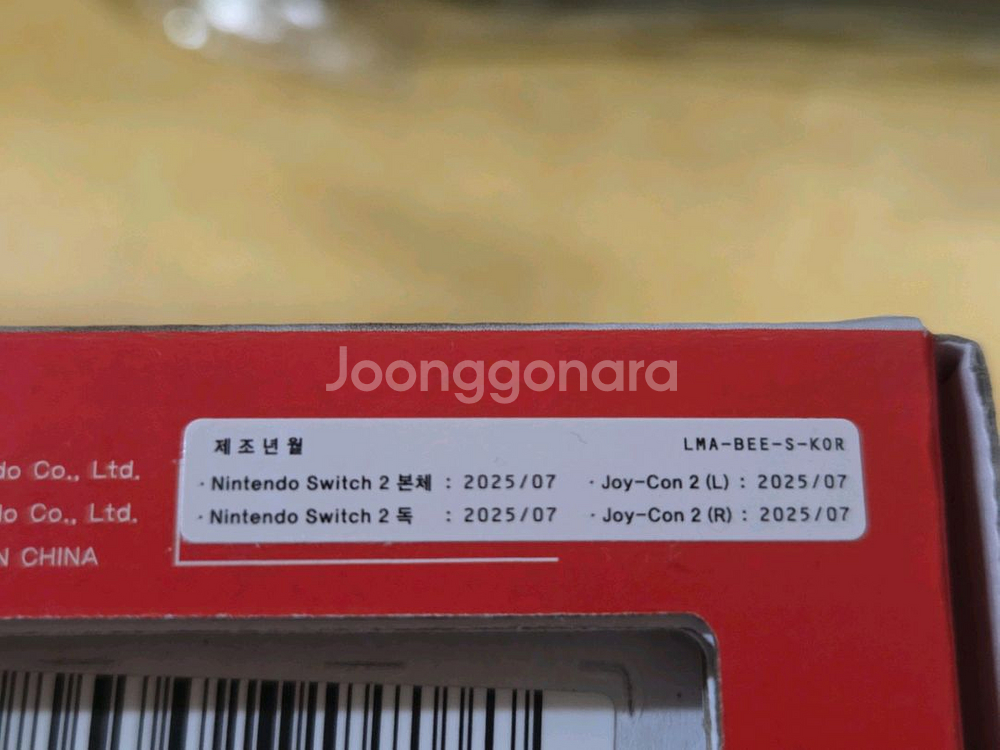 Joonggonara
제조년월 LMA-BEE-S-KOR
· Nintendo Switch 2 본체 : 2025/07 · Joy-Con 2 (L) : 2025/07
· Nintendo Switch 2 독 : 2025/07 · Joy-Con 2 (R) : 2025/07
do Co., Ltd.
do Co., Ltd.
N CHINA